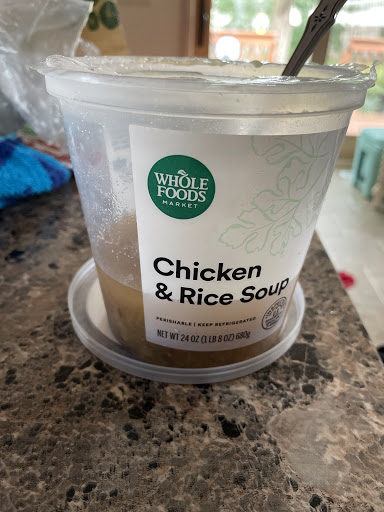 WHOLE
FOODS
MARKET
Chicken
& Rice Soup
PERISHABLE | KEEP REFRIGERATED
NET WT 24 OZ (1 LB 8 OZ) 680g